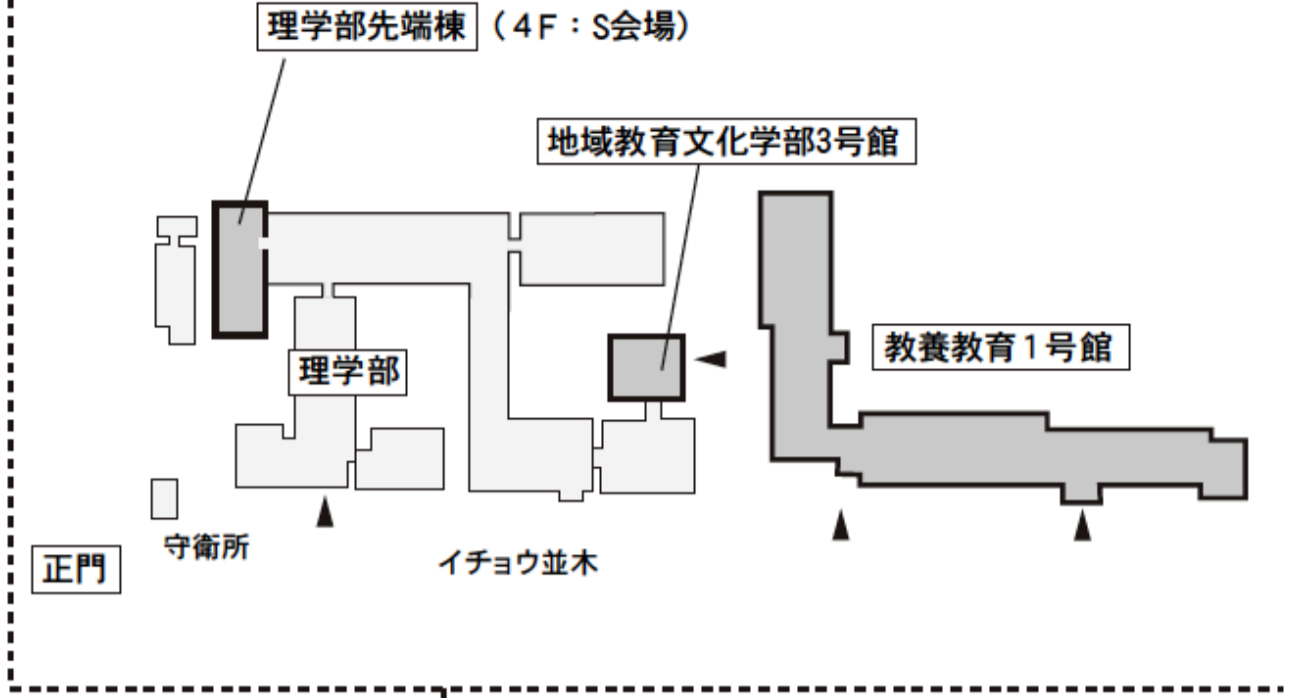 理学部先端棟（4F：S会場）
地域教育文化学部3号館
教養教育1号館
理学部
守衛所
正門
イチョウ並木